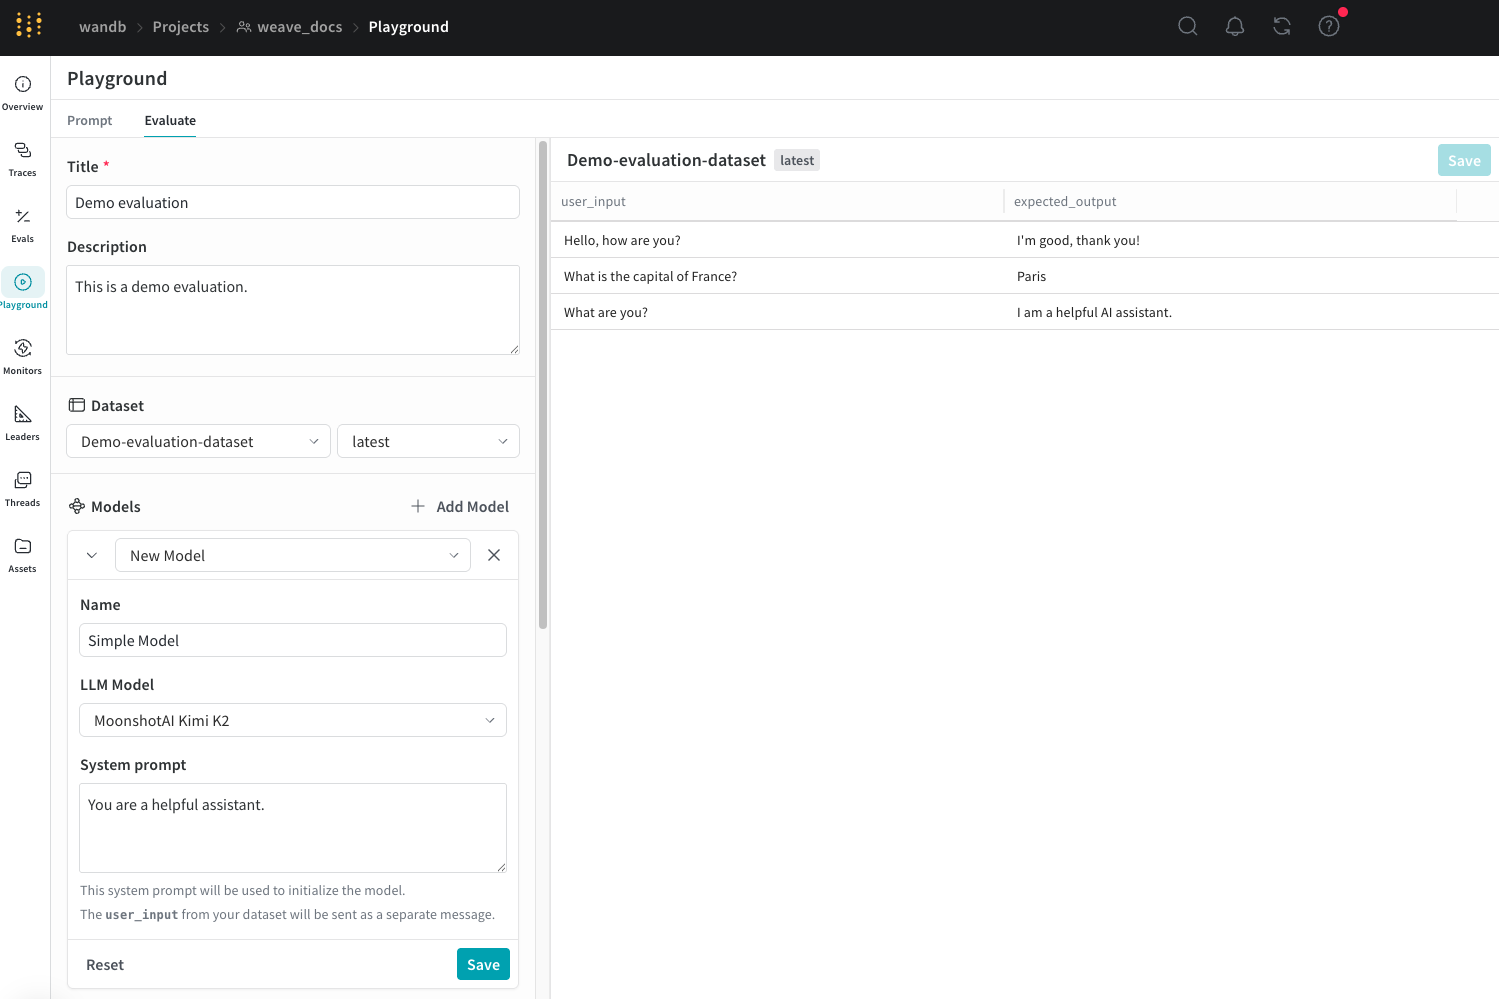 wandb > Projects > weave_docs > Playground
Overview
Traces
Evals
Playground
Monitors
Leaders
Threads
Assets
Playground
Prompt Evaluate
Title *
Demo evaluation
Description
This is a demo evaluation.
Dataset
Demo-evaluation-dataset latest
Models + Add Model
New Model
Name
Simple Model
LLM Model
MoonshotAI Kimi K2
System prompt
You are a helpful assistant.
This system prompt will be used to initialize the model.
The user_input from your dataset will be sent as a separate message.
Reset Save
Demo-evaluation-dataset latest Save
user_input expected_output
Hello, how are you? I'm good, thank you!
What is the capital of France? Paris
What are you? I am a helpful AI assistant.